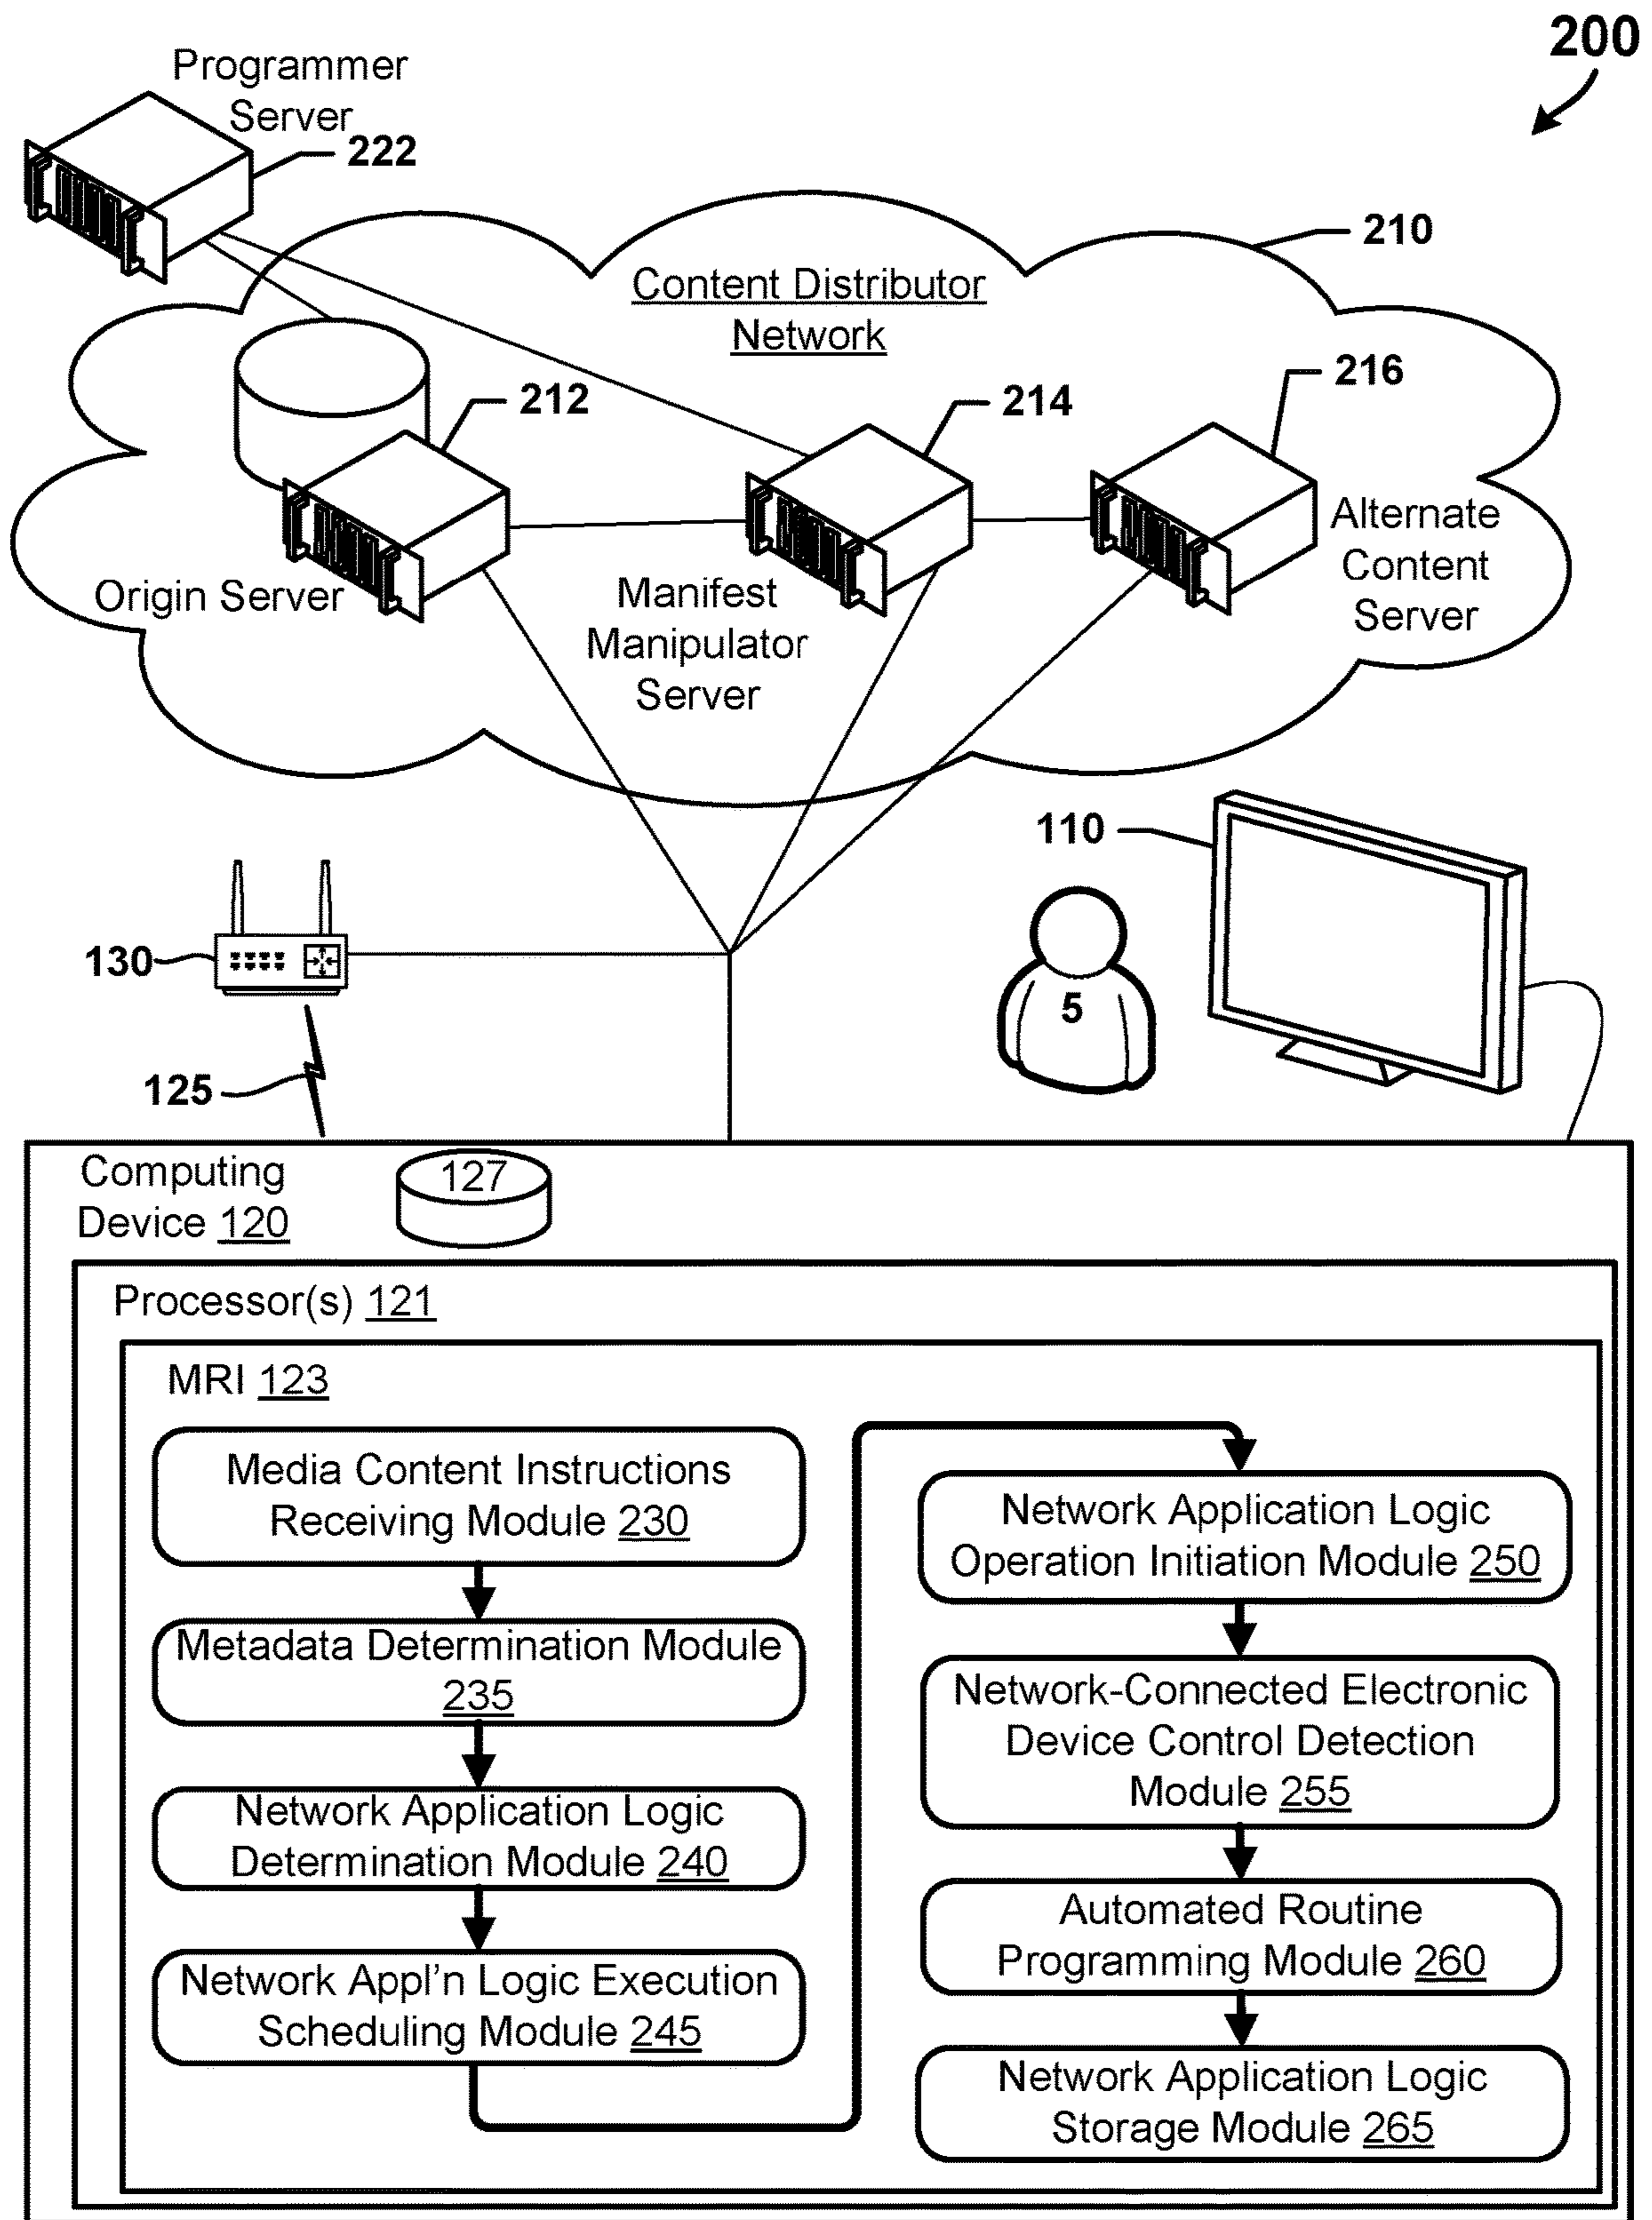 200
Programmer
Server
222
210
Content Distributor
Network
216
212
214
Alternate
Content
Server
Origin Server
Manifest
Manipulator
Server
110
130
5
125
Computing
Device 120
127
Processor(s) 121
MRI 123
Media Content Instructions
Receiving Module 230
Metadata Determination Module
235
Network Application Logic
Determination Module 240
Network Appl’n Logic Execution
Scheduling Module 245
Network Application Logic
Operation Initiation Module 250
Network-Connected Electronic
Device Control Detection
Module 255
Automated Routine
Programming Module 260
Network Application Logic
Storage Module 265